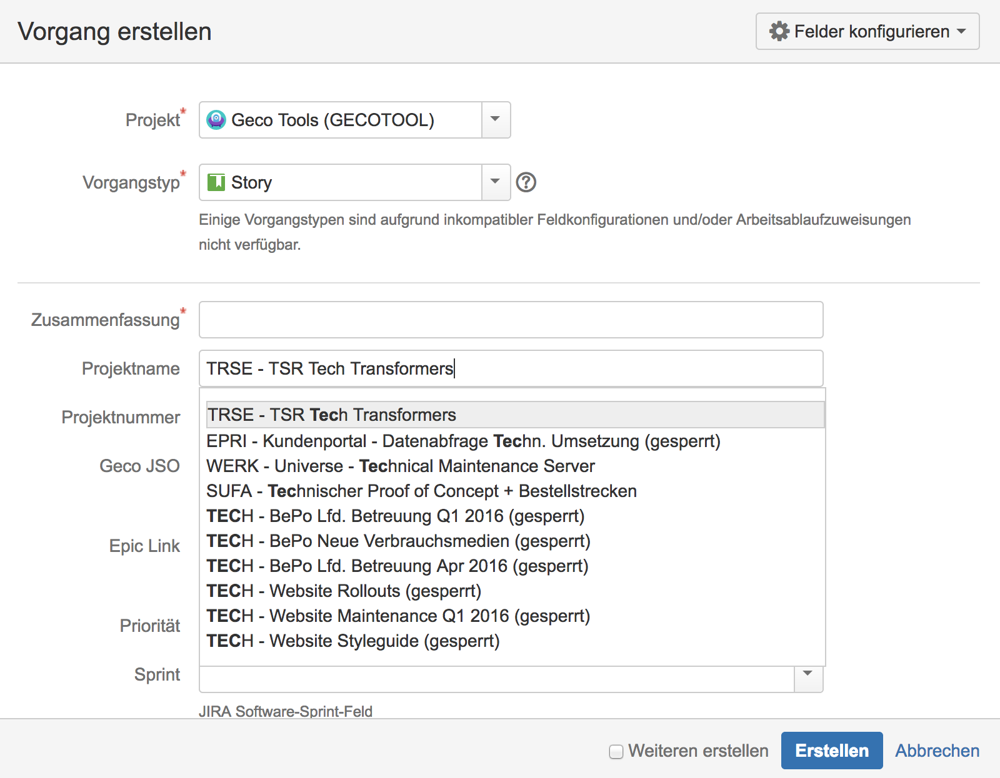 Vorgang erstellen
Felder konfigurieren
Projekt*
Geco Tools (GECOTOOL)
Vorgangstyp*
Story
?
Einige Vorgangstypen sind aufgrund inkompatibler Feldkonfigurationen und/oder Arbeitsablaufzuweisungen
nicht verfügbar.
Zusammenfassung*
Projektname
TRSE - TSR Tech Transformers
Projektnummer
TRSE - TSR Tech Transformers
EPRI - Kundenportal - Datenabfrage Techn. Umsetzung (gesperrt)
Geco JSO
WERK - Universe - Technical Maintenance Server
SUFA - Technischer Proof of Concept + Bestellstrecken
TECH - BePo Lfd. Betreuung Q1 2016 (gesperrt)
Epic Link
TECH - BePo Neue Verbrauchsmedien (gesperrt)
TECH - BePo Lfd. Betreuung Apr 2016 (gesperrt)
TECH - Website Rollouts (gesperrt)
TECH - Website Maintenance Q1 2016 (gesperrt)
Priorität
TECH - Website Styleguide (gesperrt)
Sprint
JIRA Software-Sprint-Feld
Weiteren erstellen
Erstellen
Abbrechen